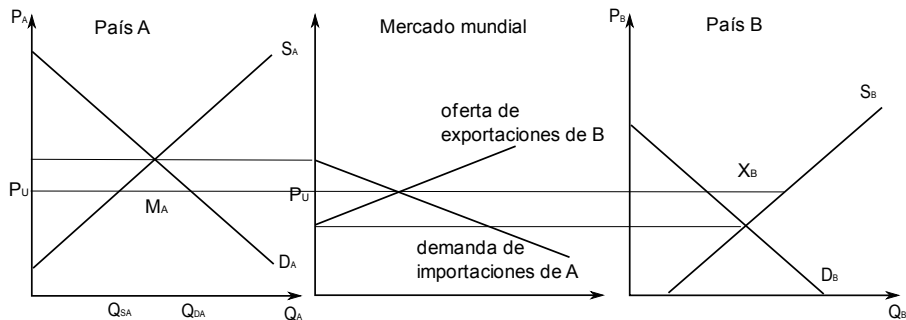 PA
País A
SA
PU
MA
DA
QSA
QDA
QA
Mercado mundial
oferta de
exportaciones de B
PU
demanda de
importaciones de A
PB
País B
SB
XB
DB
QB